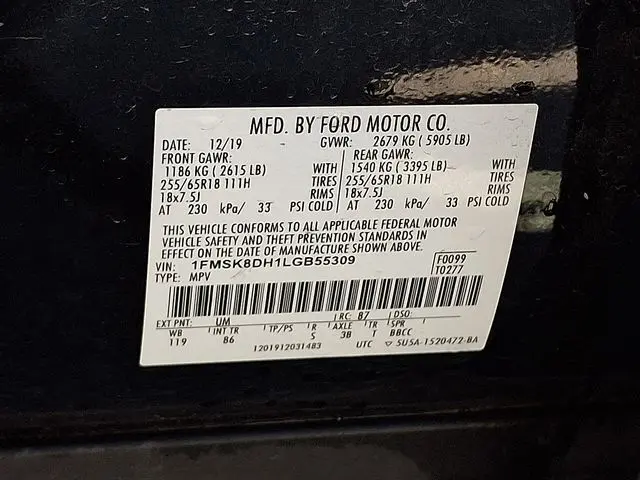 MFD. BY FORD MOTOR CO.
DATE: 12/19 GVWR: 2679 KG ( 5905 LB)
FRONT GAWR: REAR GAWR:
1186 KG ( 2615 LB) WITH 1540 KG ( 3395 LB) WITH
255/65R18 111H TIRES 255/65R18 111H TIRES
18x7.5J RIMS 18x7.5J RIMS
AT 230 kPa/ 33 PSI COLD AT 230 kPa/ 33 PSI COLD
THIS VEHICLE CONFORMS TO ALL APPLICABLE FEDERAL MOTOR
VEHICLE SAFETY AND THEFT PREVENTION STANDARDS IN
EFFECT ON THE DATE OF MANUFACTURE SHOWN ABOVE.
VIN: 1FMSK8DH1LGB55309 F0099
TYPE: MPV T0277
EXT PNT: UM RC: 87 DSO:
WB INT TR TP/PS R AXLE TR SPR
119 86 S 3B T BBCC
1201912031483 UTC ▽ 5U5A-1520472-BA